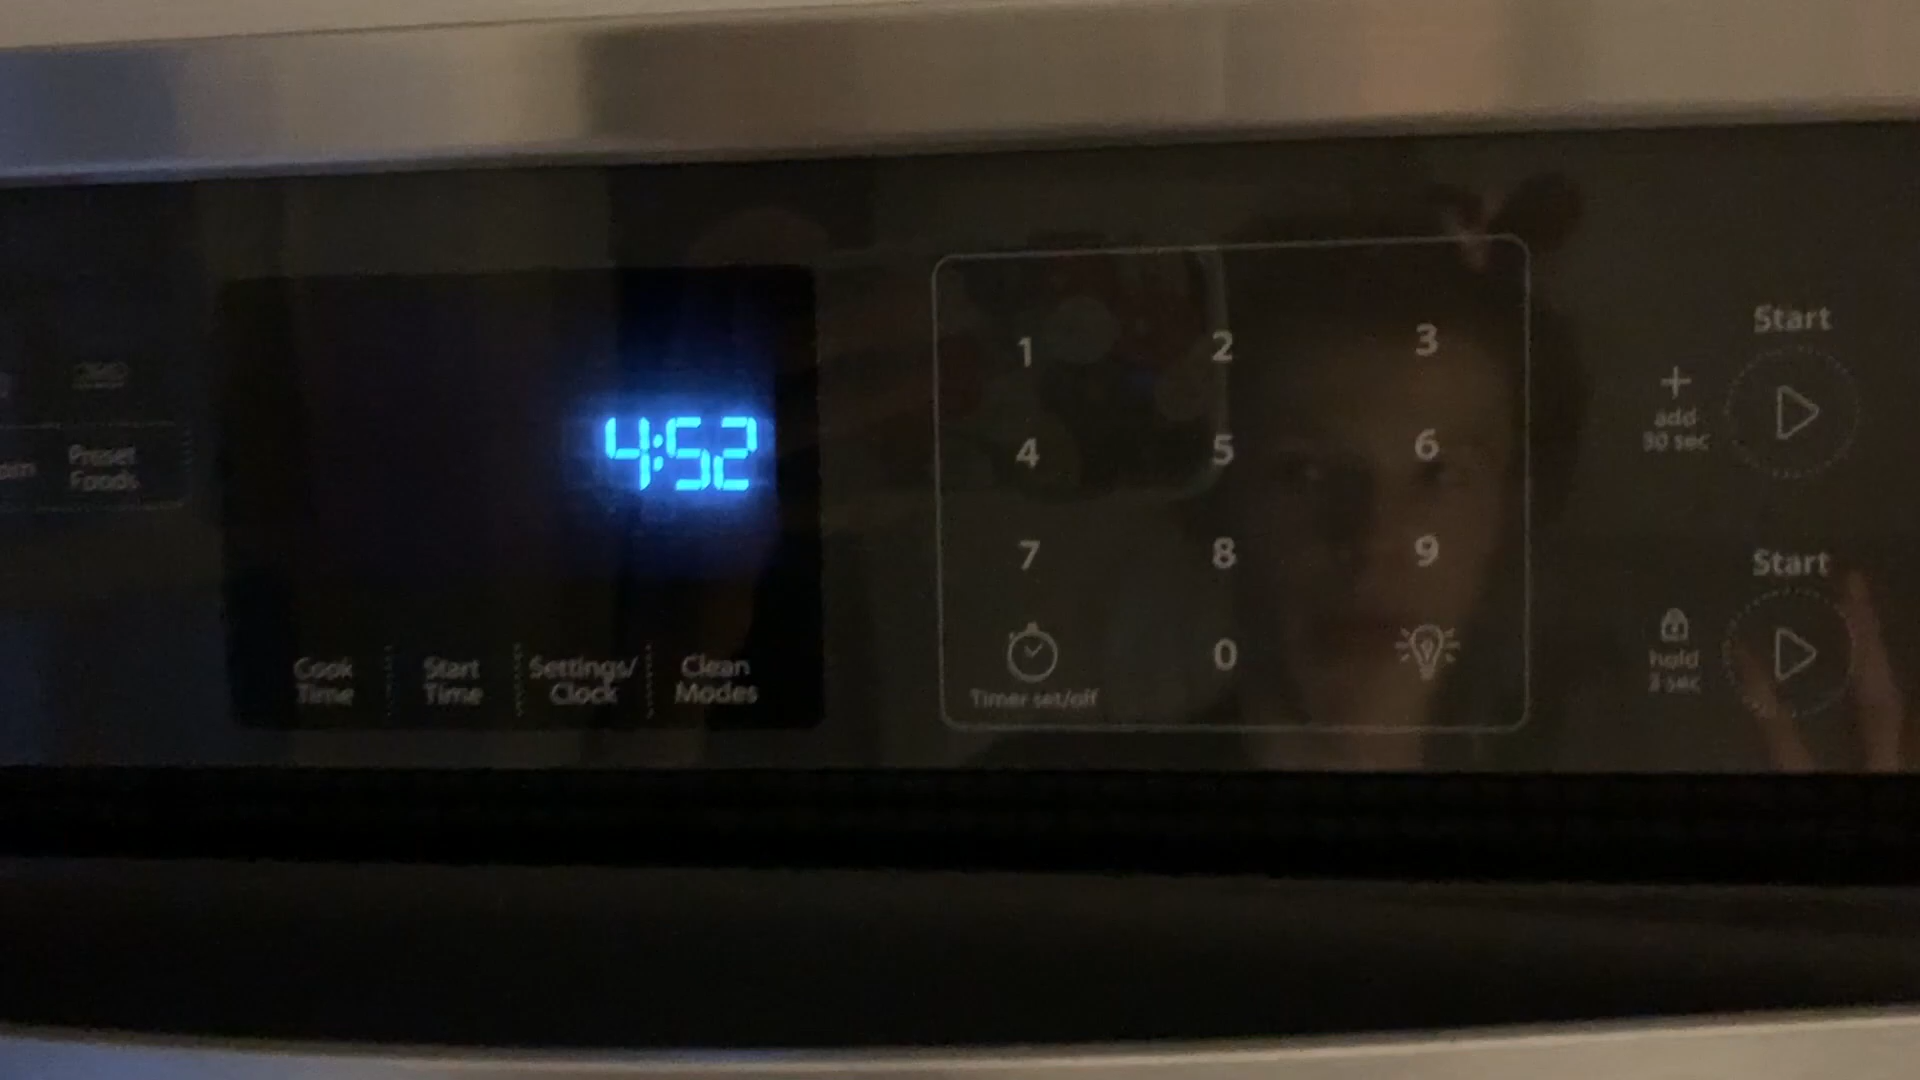 Preset
Foods
4:52
Cook
Time
Start
Time
Settings/
Clock
Clean
Modes
1 2 3
4 5 6
7 8 9
0
Timer set/off
Start
add
30 sec
Start
hold
3 sec